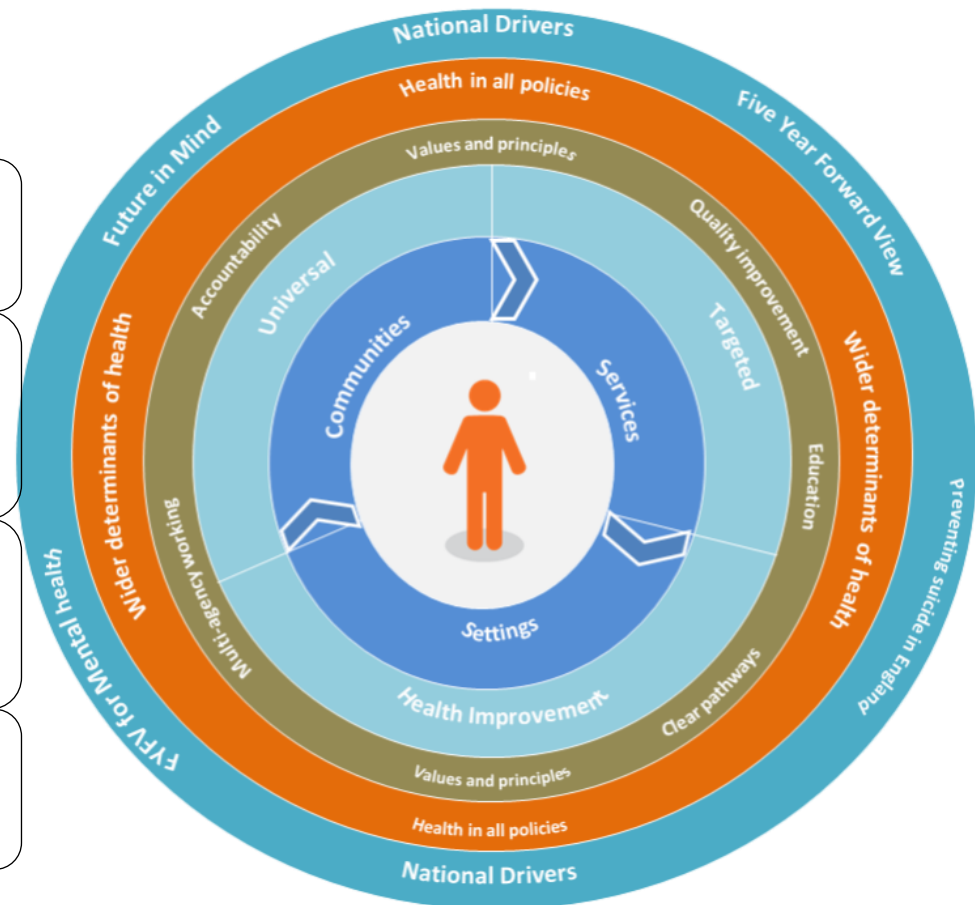 National Drivers
Future in Mind
Five Year Forward View
FYFV for Mental health
Preventing suicide in England
National Drivers
Health in all policies
Wider determinants of health
Wider determinants of health
Health in all policies
Values and principles
Accountability
Quality improvement
Education
Multi-agency working
Clear pathways
Values and principles
Universal
Targeted
Health Improvement
Communities
Services
Settings